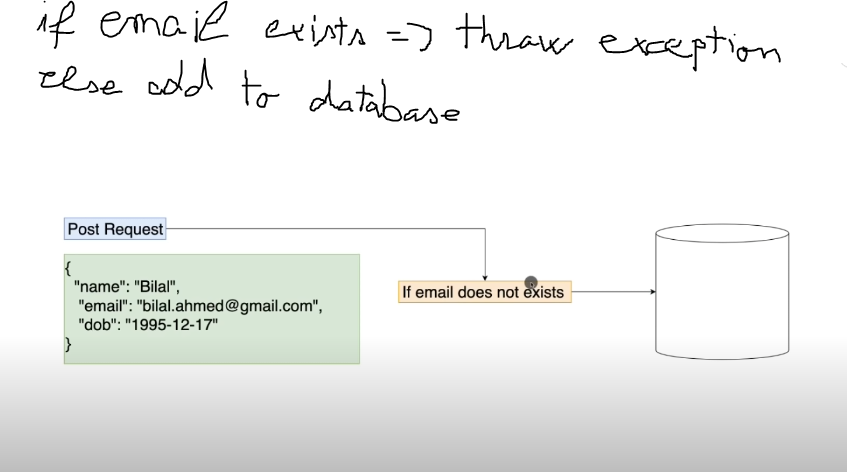 if email exists => throw exception
else add to database
Post Request
{
"name": "Bilal",
"email": "bilal.ahmed@gmail.com",
"dob": "1995-12-17"
}
If email does not exists